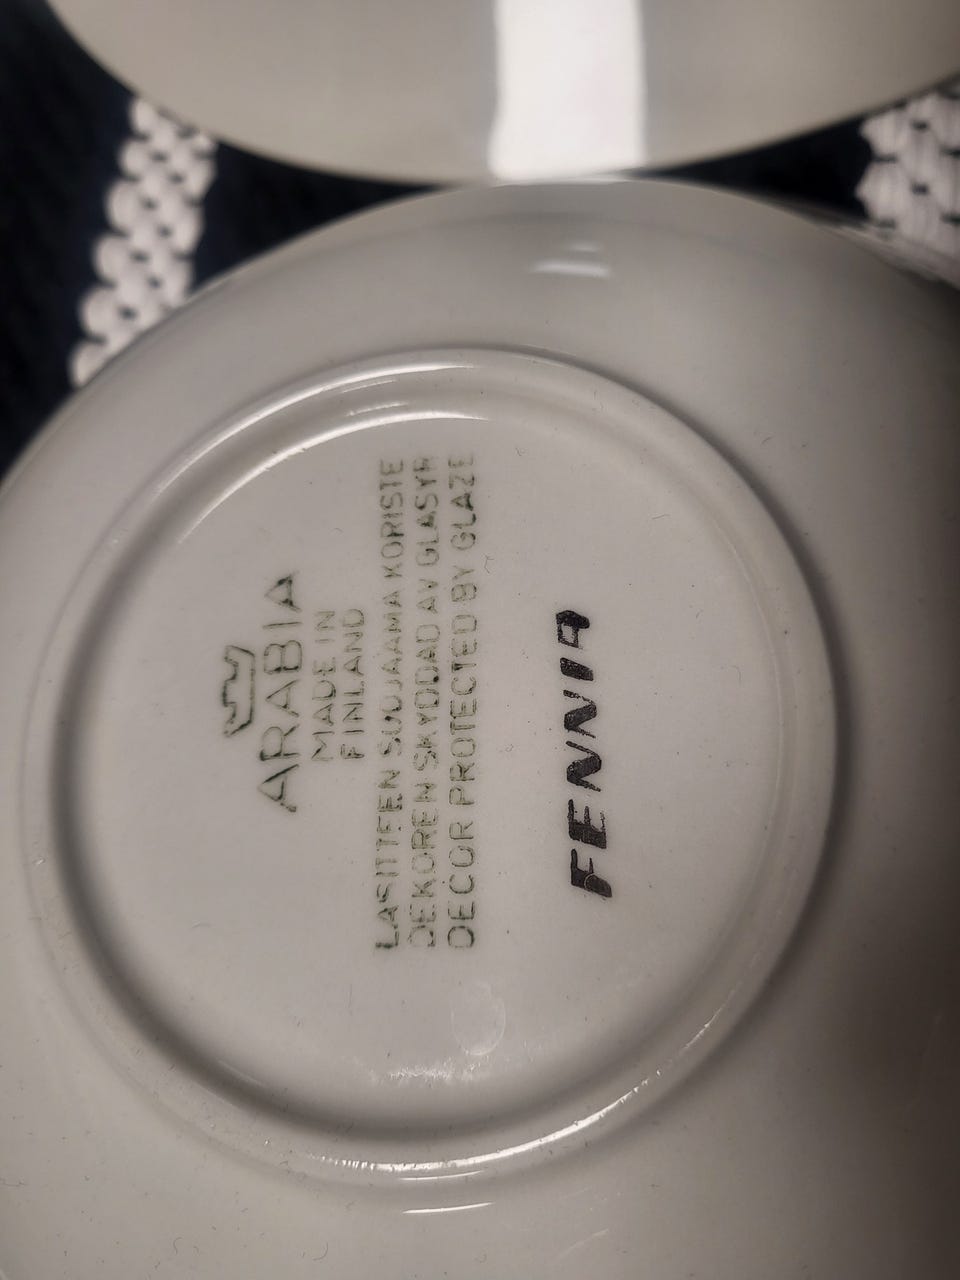 ARABIA
MADE IN
FINLAND
LASITTEEN SUOJAAMA KORISTE
DEKOREN SKYDDAD AV GLASYR
DECOR PROTECTED BY GLAZE
FENNIA